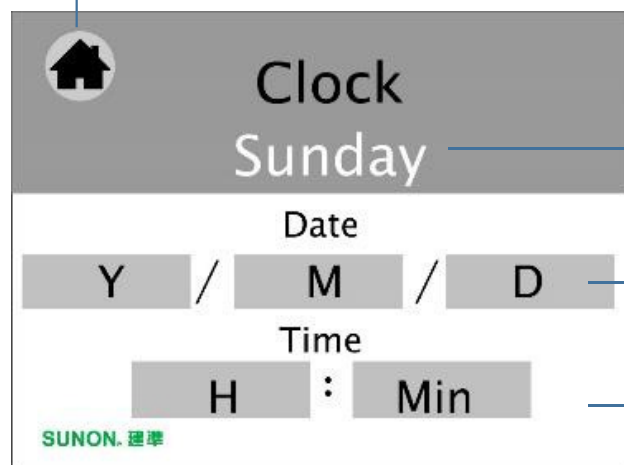 Clock
Sunday
Date
Y / M / D
Time
H : Min
SUNON. 建準